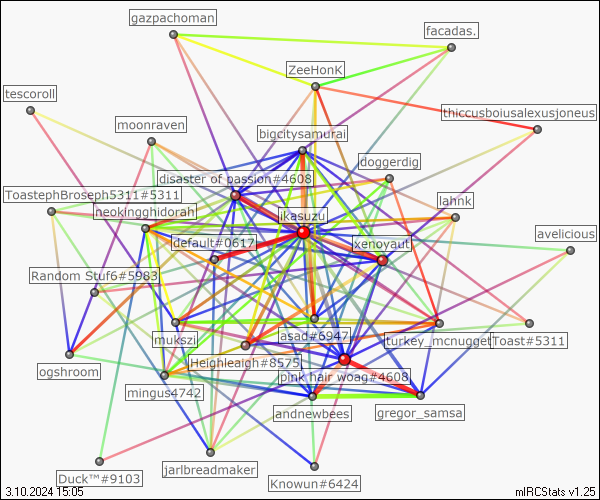 gazpachoman
facadas.
ZeeHonK
tescoroll
thiccusboiusalexusjoneus
moonraven
bigcitysamurai
doggerdig
disaster of passion#4608
ToastephBroseph5311#5311
neokingghidorah
ikasuzu
lahnk
avelicious
default#0617
xenoyaut
Random Stuf6#5983
mukszi
asad#6947
turkey_mcnugget
Toast#5311
ogshroom
Heighleaigh#8575
pink hair woag#4608
mingus4742
andnewbees
gregor_samsa
jarlbreadmaker
Duck™#9103
Knowun#6424
3.10.2024 15:05
mIRCStats v1.25